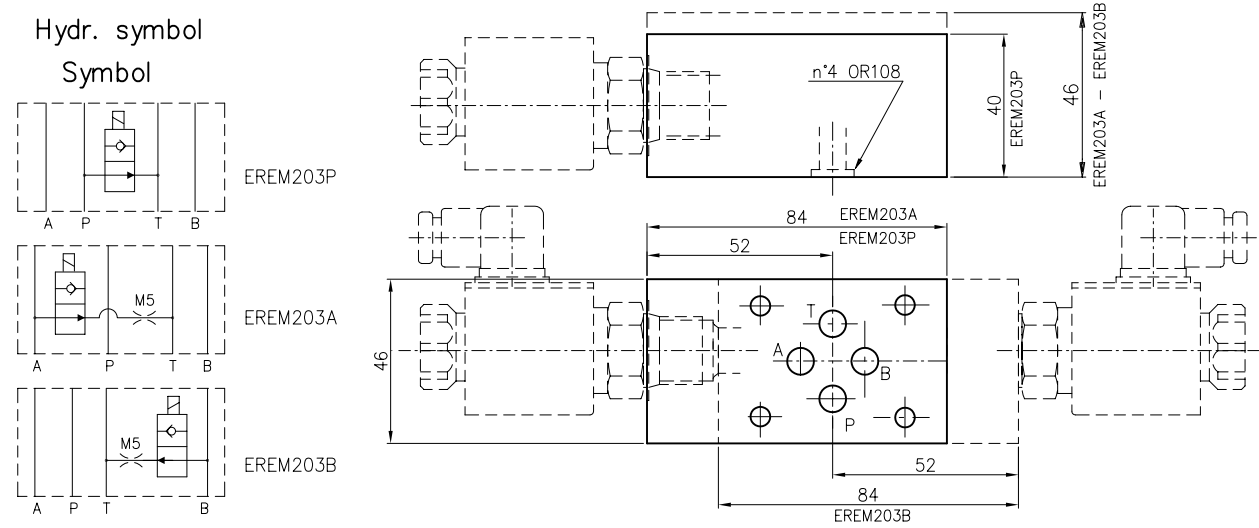 Hydr. symbol
Symbol
A P T B
EREM203P
M5
A P T B
EREM203A
M5
A P T B
EREM203B
n°4 OR108
40
EREM203P
46
EREM203A - EREM203B
84
EREM203A
EREM203P
52
46
T
A
B
P
52
84
EREM203B